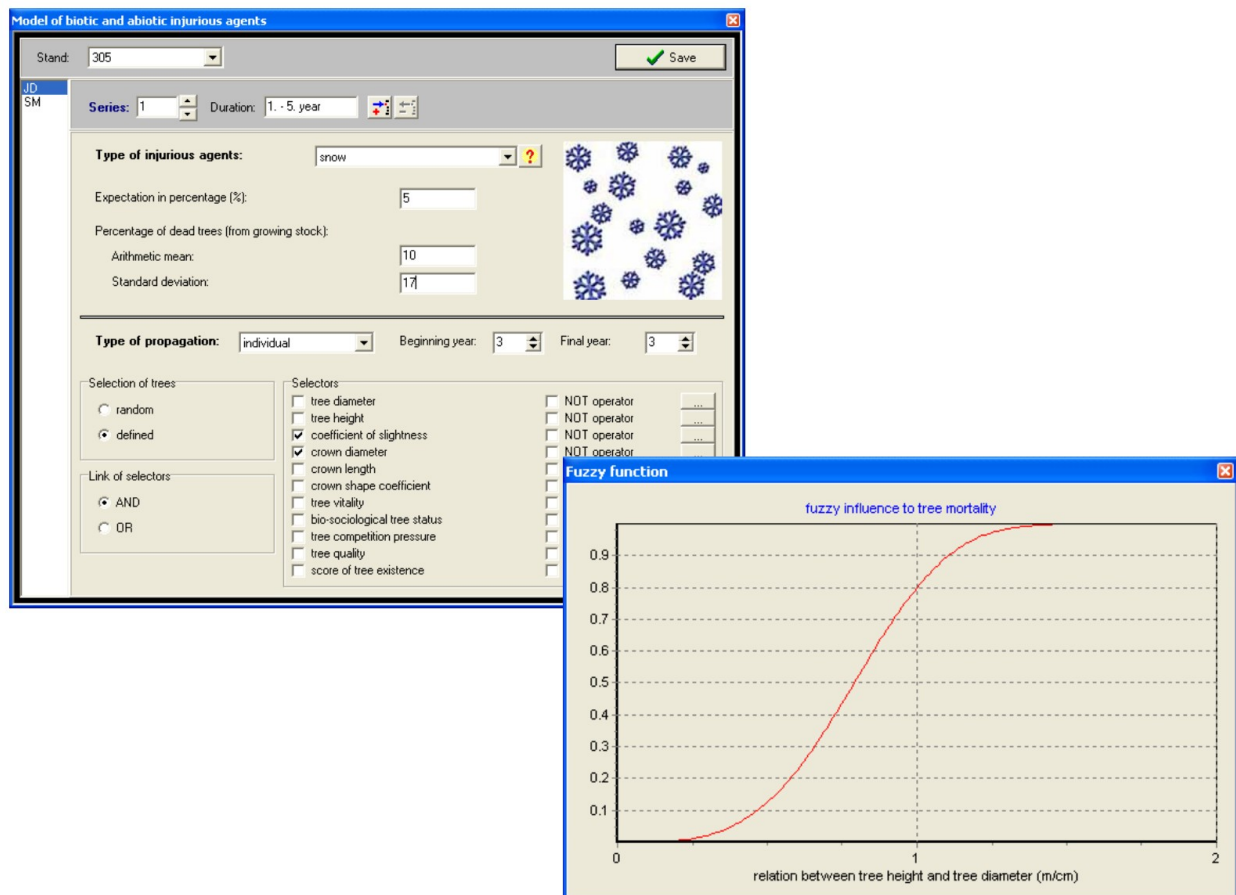 Model of biotic and abiotic injurious agents
Stand: 305 Save
JD
SM
Series: 1 Duration: 1. - 5. year
Type of injurious agents: snow ?
Expectation in percentage (%): 5
Percentage of dead trees (from growing stock):
Arithmetic mean: 10
Standard deviation: 17
Type of propagation: individual Beginning year: 3 Final year: 3
Selection of trees
random
defined
Link of selectors
AND
OR
Selectors
tree diameter NOT operator ...
tree height NOT operator ...
coefficient of slightness NOT operator ...
crown diameter NOT operator ...
crown length
crown shape coefficient
tree vitality
bio-sociological tree status
tree competition pressure
tree quality
score of tree existence
Fuzzy function
fuzzy influence to tree mortality
0.9
0.8
0.7
0.6
0.5
0.4
0.3
0.2
0.1
0 1 2
relation between tree height and tree diameter (m/cm)